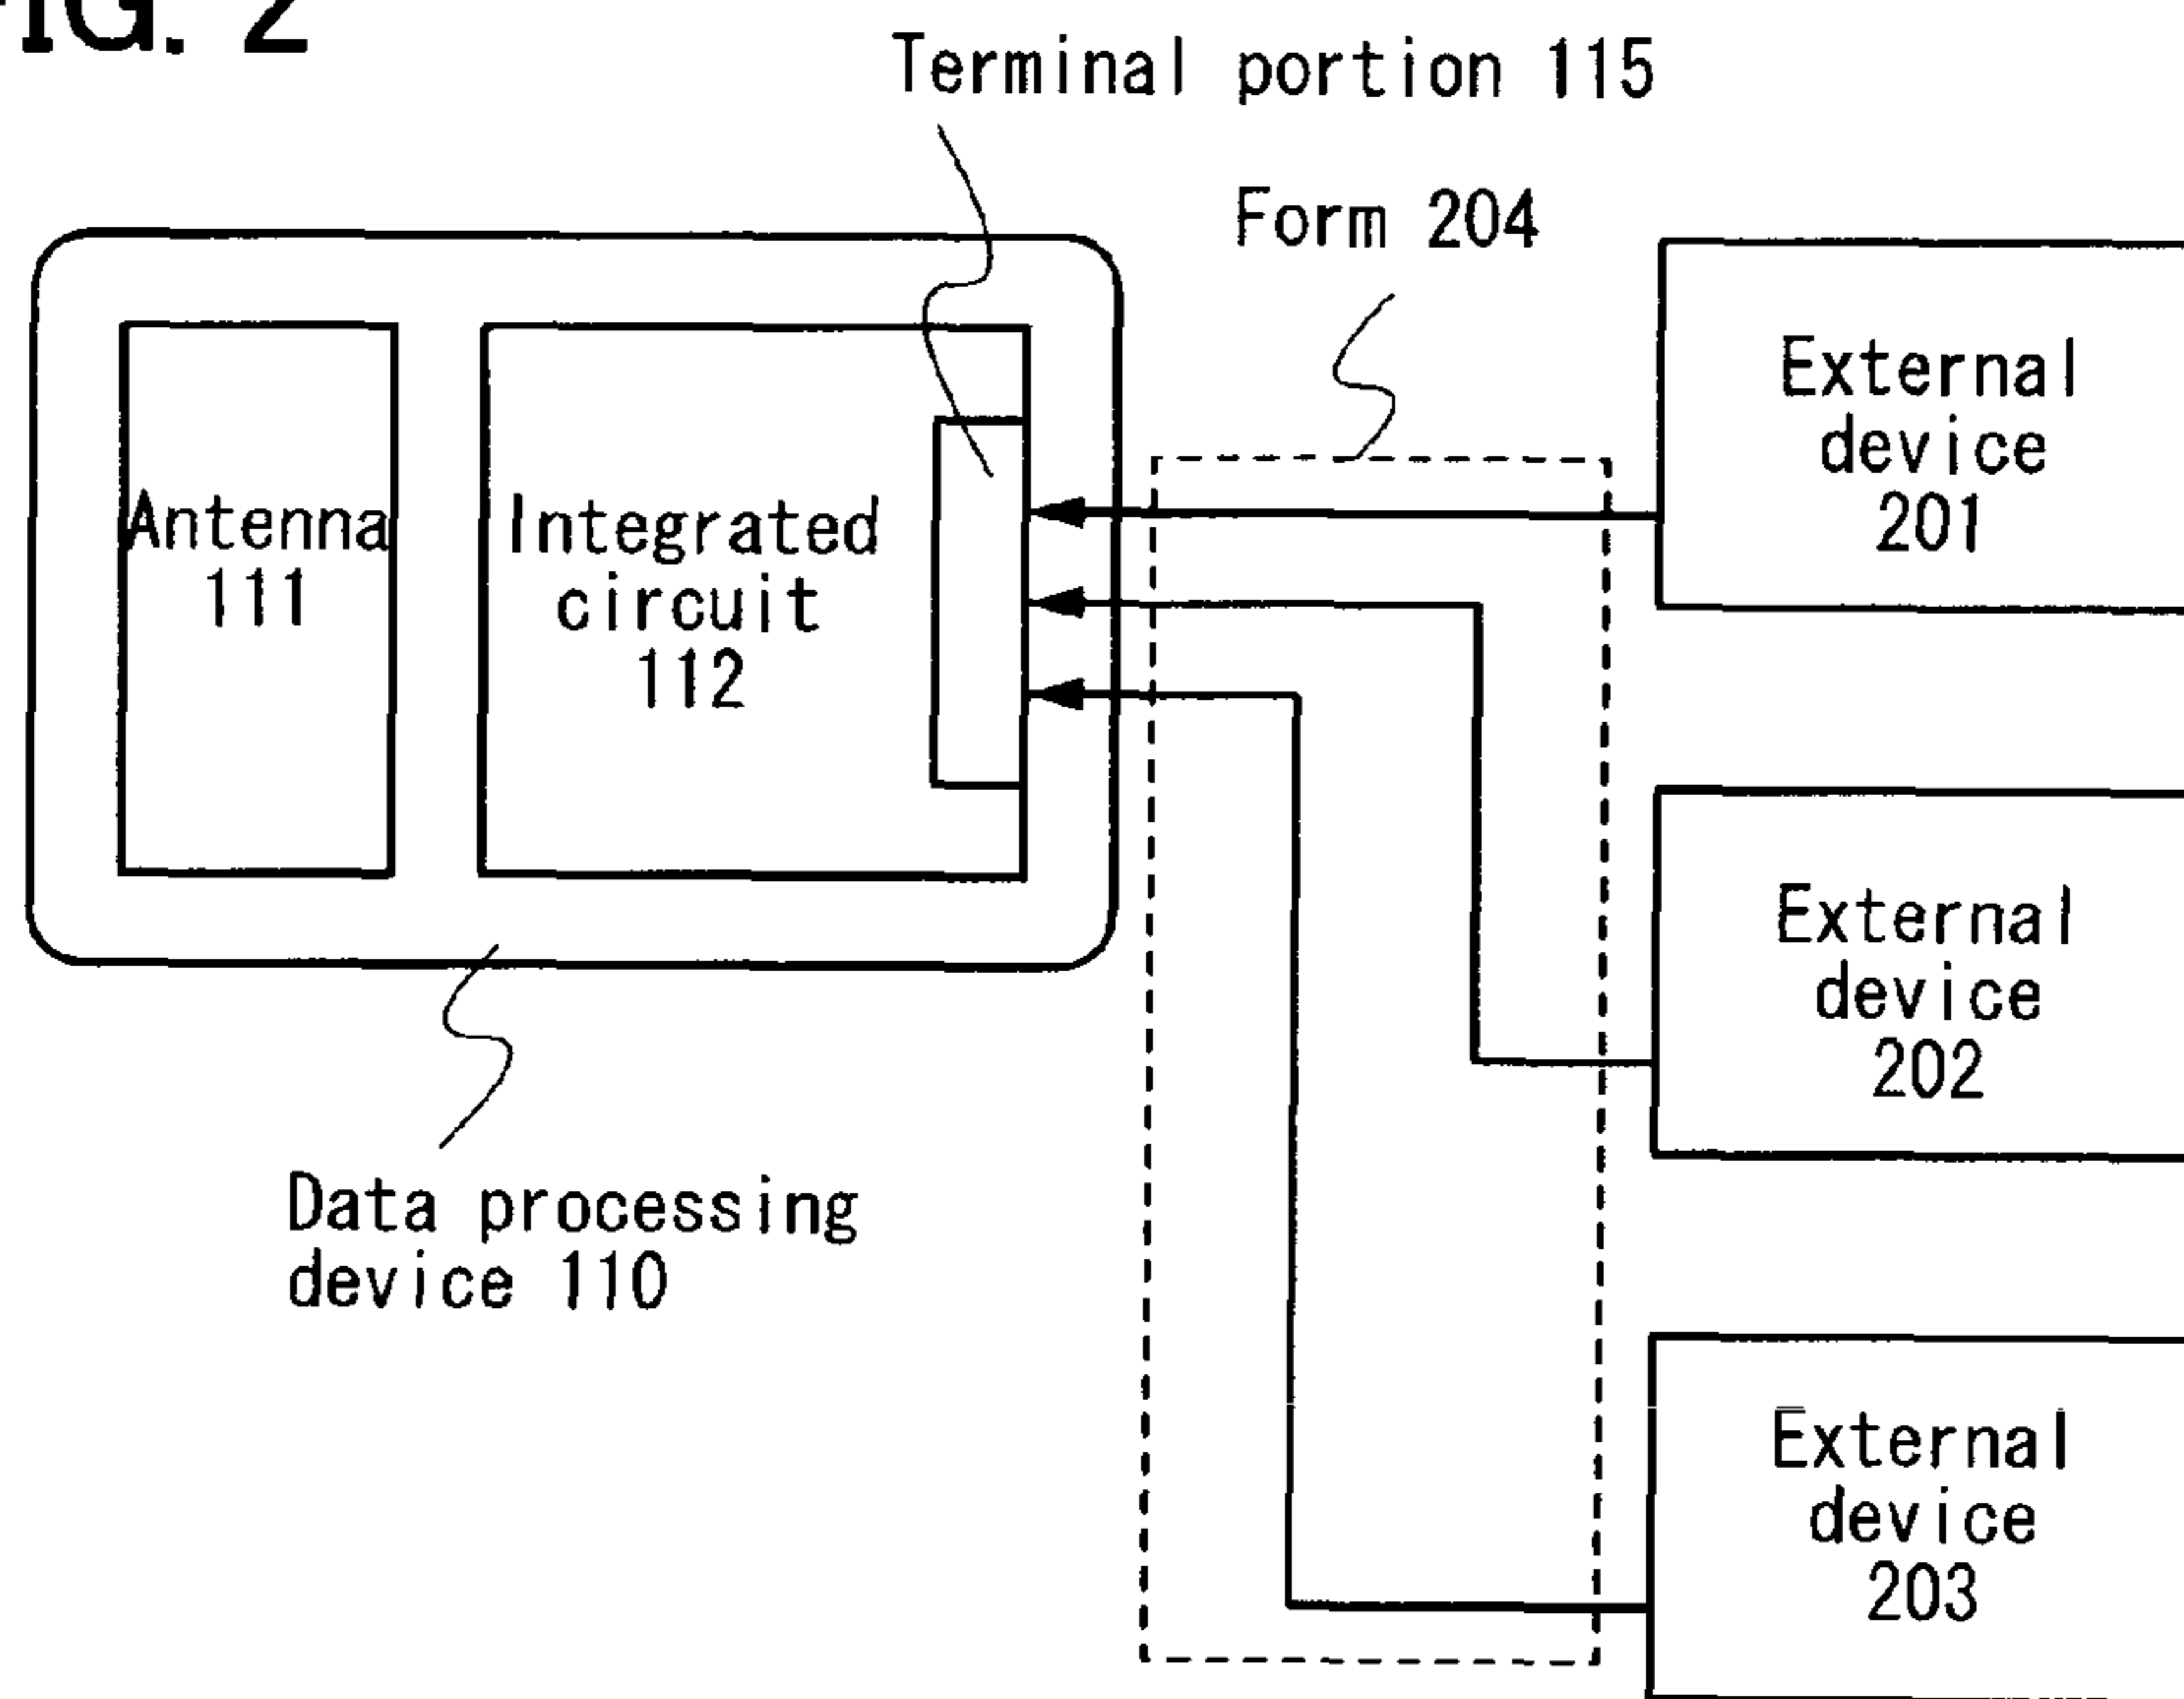 FIG. 2
Terminal portion 115
Form 204
External
device
201
Antenna
111
Integrated
circuit
112
External
device
202
Data processing
device 110
External
device
203